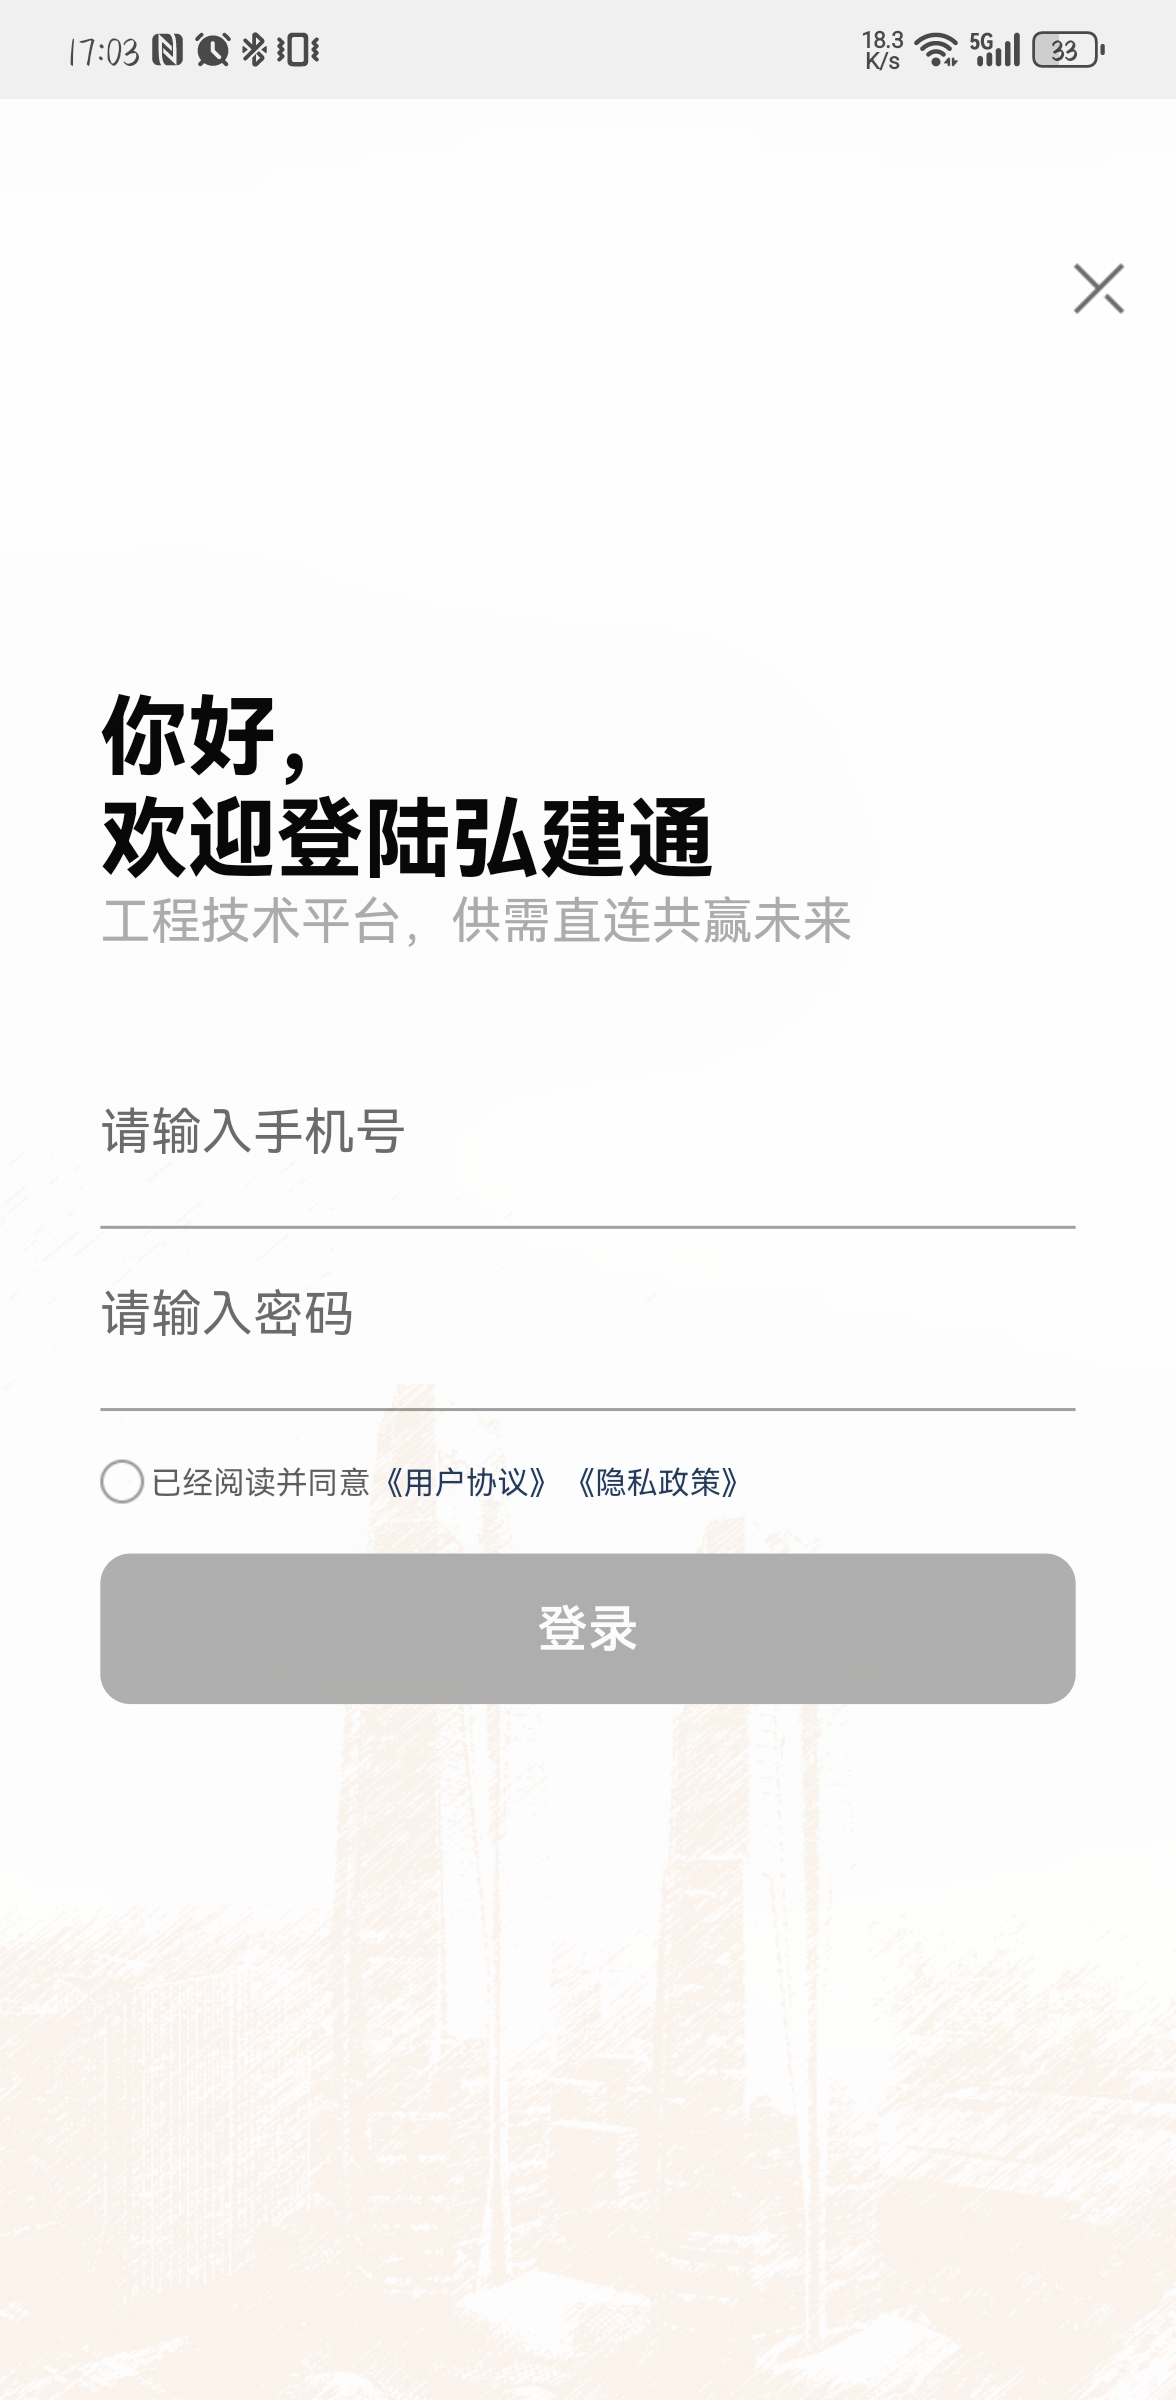 17:03
18.3
K/s
5G
33
你好，
欢迎登陆弘建通
工程技术平台，供需直连共赢未来
请输入手机号
请输入密码
已经阅读并同意《用户协议》《隐私政策》
登录